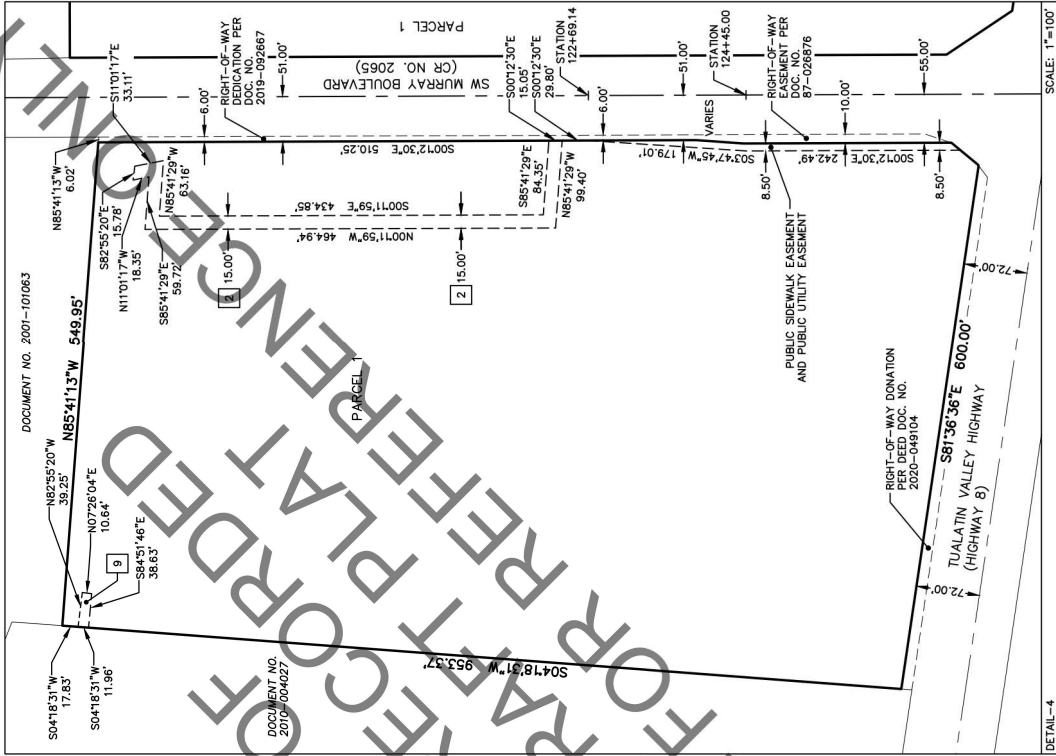 DOCUMENT NO. 2001-101063
N85°41'13"W 549.95'
N85°41'13"W
6.02'
S11°01'17"E
33.11'
S82°55'20"E
15.78'
N11°01'17"W
18.35'
S85°41'29"E
59.72'
N85°41'29"W
63.16'
N82°55'20"W
39.25'
N07°26'04"E
10.64'
9
S84°51'46"E
38.63'
S04°18'31"W
17.83'
S04°18'31"W
11.96'
DOCUMENT NO.
2010-004027
S04°18'31"W 953.37'
PARCEL 1
2
15.00'
2
15.00'
N00°11'59"W 464.94'
S00°11'59"E 434.85'
S00°12'30"E 510.25'
6.00'
RIGHT-OF-WAY
DEDICATION PER
DOC. NO.
2019-092667
51.00'
SW MURRAY BOULEVARD
(CR NO. 2065)
PARCEL 1
S00°12'30"E
15.05'
S00°12'30"E
29.80'
STATION
122+69.14
S85°41'29"E
84.35'
N85°41'29"W
99.40'
6.00'
51.00'
VARIES
STATION
124+45.00
S03°47'45"W
179.01'
RIGHT-OF-WAY
EASEMENT PER
DOC. NO.
87-026876
10.00'
55.00'
8.50'
S00°12'30"E 242.49'
8.50'
PUBLIC SIDEWALK EASEMENT
AND PUBLIC UTILITY EASEMENT
RIGHT-OF-WAY DONATION
PER DEED DOC. NO.
2020-049104
S81°36'36"E 600.00'
72.00'
72.00'
TUALATIN VALLEY HIGHWAY
(HIGHWAY 8)
DETAIL-4
SCALE: 1"=100'
OF RECORDED
DRAFT PLAT
FOR REFERENCE ONLY